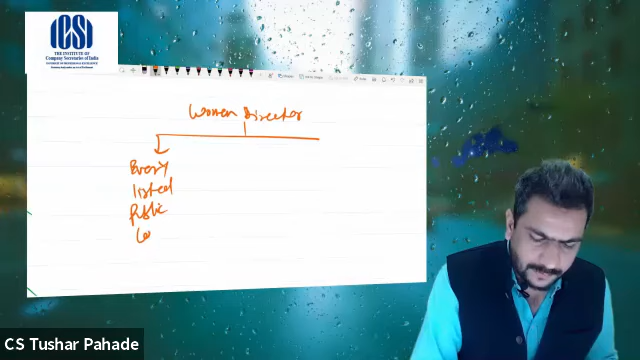 ICSI
THE INSTITUTE OF
Company Secretaries of India
Women Director
Every
listed
Public
Co
CS Tushar Pahade